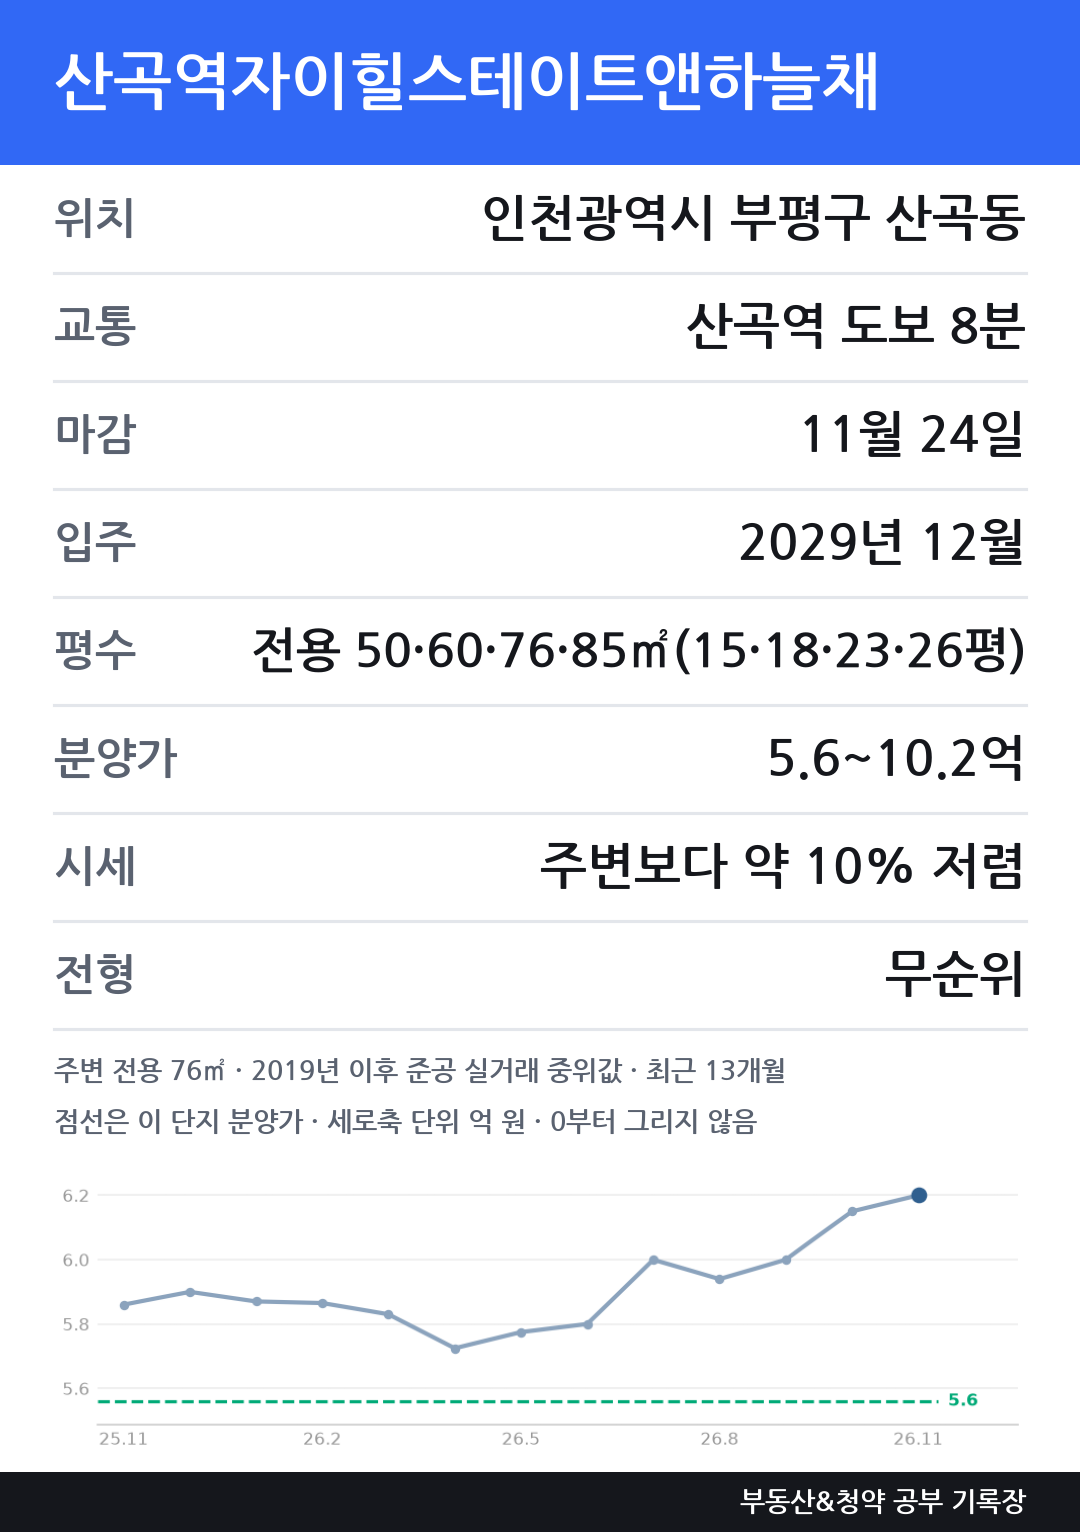 산곡역자이힐스테이트앤하늘채
위치 인천광역시 부평구 산곡동
교통 산곡역 도보 8분
마감 11월 24일
입주 2029년 12월
평수 전용 50·60·76·85㎡(15·18·23·26평)
분양가 5.6~10.2억
시세 주변보다 약 10% 저렴
전형 무순위
주변 전용 76㎡ · 2019년 이후 준공 실거래 중위값 · 최근 13개월
점선은 이 단지 분양가 · 세로축 단위 억 원 · 0부터 그리지 않음
6.2
6.0
5.8
5.6
5.6
25.11 26.2 26.5 26.8 26.11
부동산&청약 공부 기록장